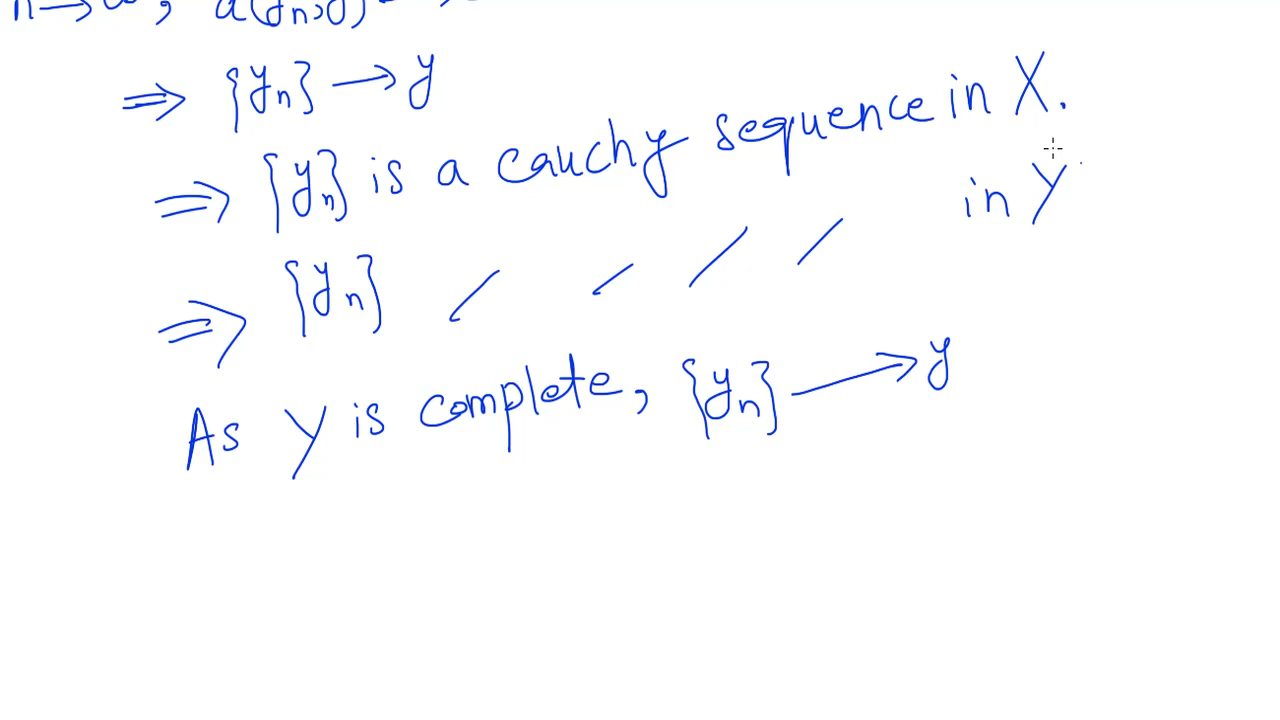 ⇒ {yn} → y
⇒ {yn} is a cauchy sequence in X.
⇒ {yn} ⟋ ⟋ ⟋ ⟋ in Y
As Y is complete, {yn} → y